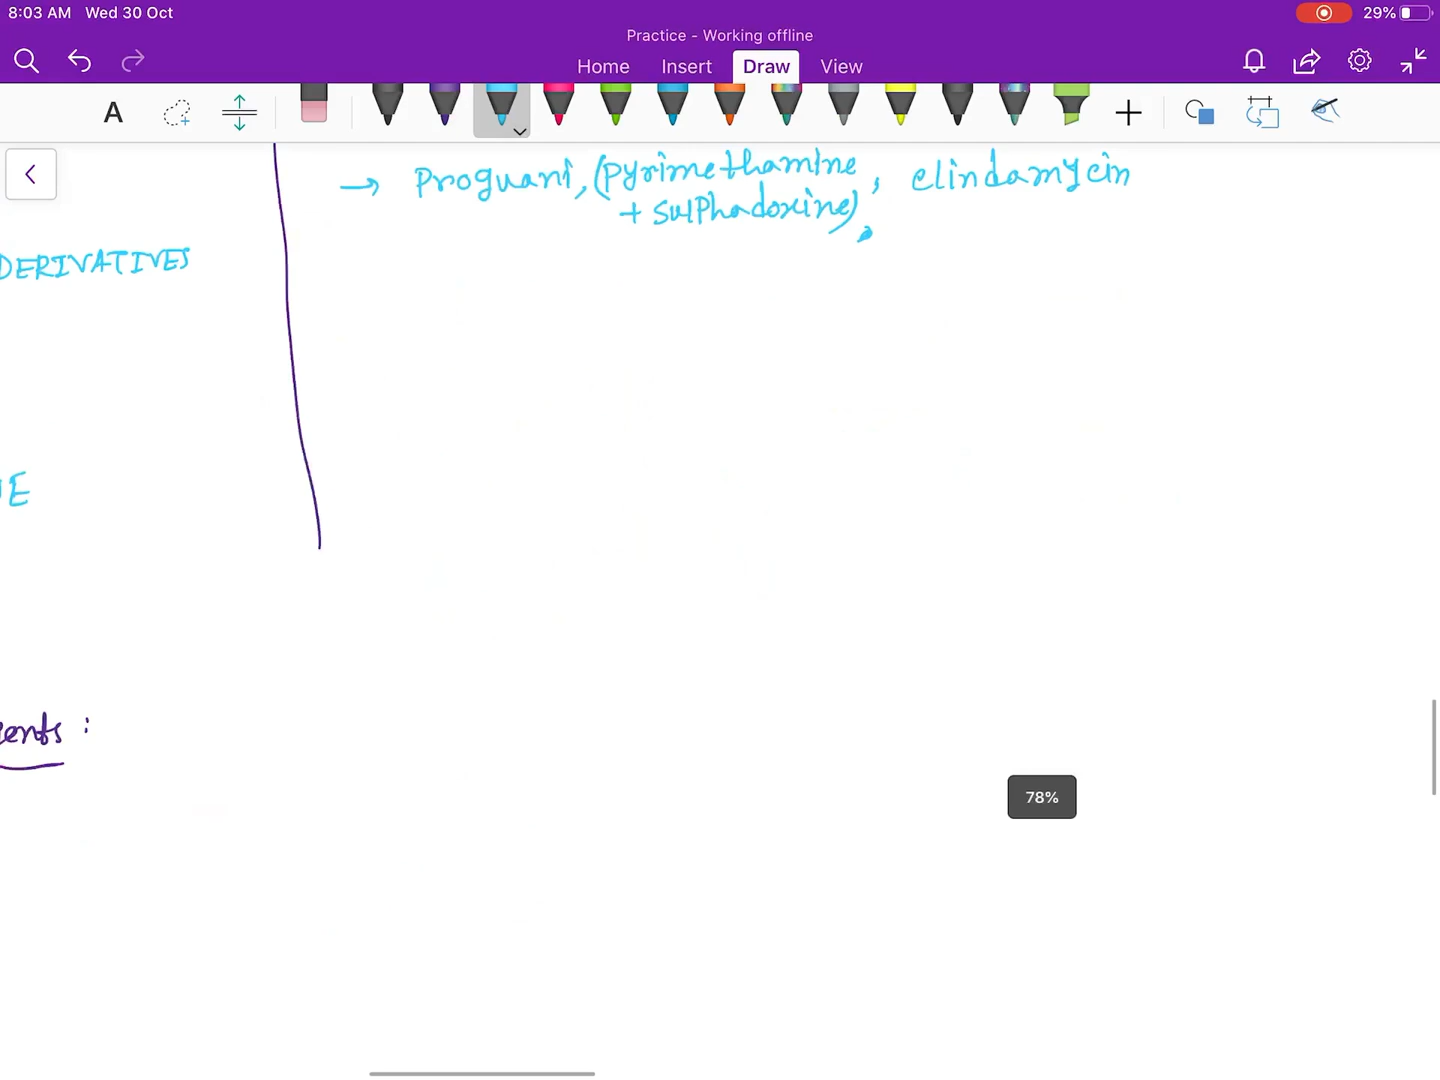 8:03 AM Wed 30 Oct
29%
Practice - Working offline
Home Insert Draw View
A
→ Proguani, (Pyrimethamine, clindamycin
+ sulphadoxine),
DERIVATIVES
E
ents :
78%